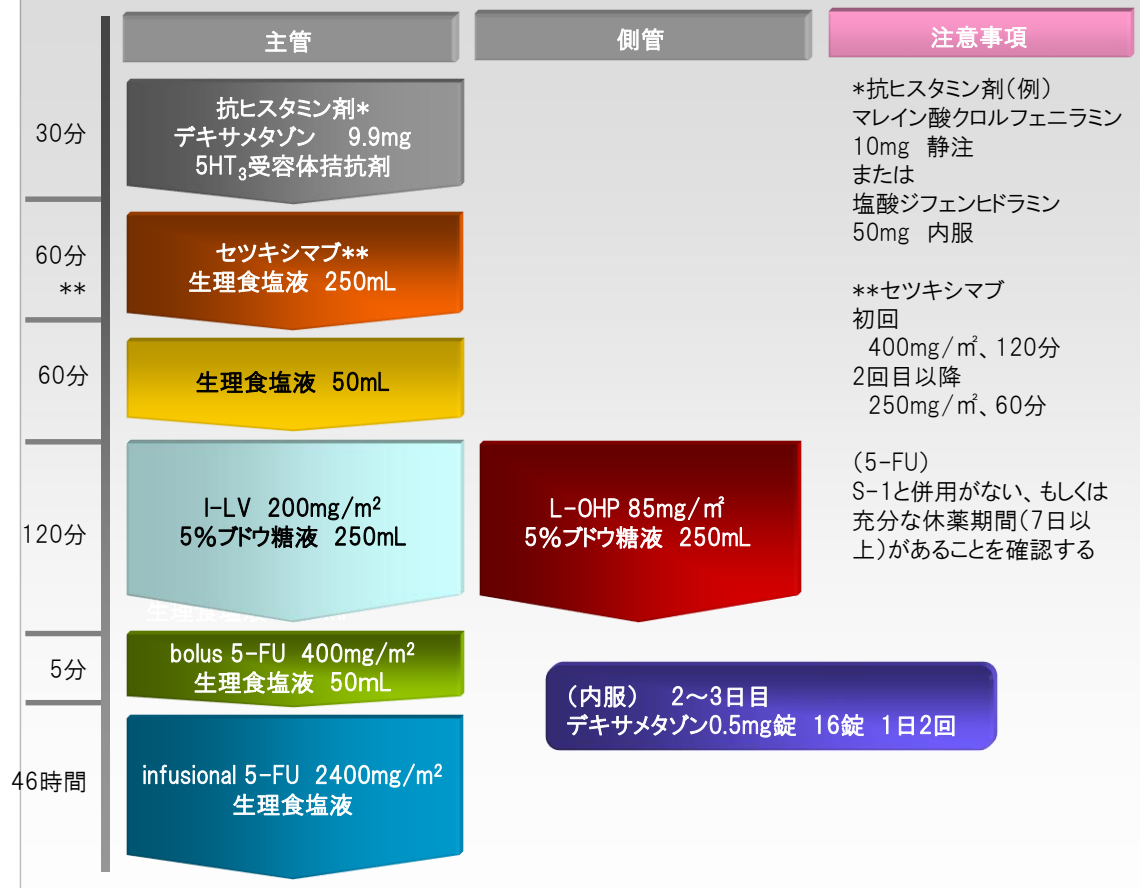 主管
側管
注意事項
30分
抗ヒスタミン剤*
デキサメタゾン 9.9mg
5HT3受容体拮抗剤
60分
**
セツキシマブ**
生理食塩液 250mL
60分
生理食塩液 50mL
120分
l-LV 200mg/m²
5%ブドウ糖液 250mL
L-OHP 85mg/㎡
5%ブドウ糖液 250mL
生理食塩液
5分
bolus 5-FU 400mg/m²
生理食塩液 50mL
46時間
infusional 5-FU 2400mg/m²
生理食塩液
(内服) 2~3日目
デキサメタゾン0.5mg錠 16錠 1日2回
*抗ヒスタミン剤(例)
マレイン酸クロルフェニラミン
10mg 静注
または
塩酸ジフェンヒドラミン
50mg 内服
**セツキシマブ
初回
400mg/㎡、120分
2回目以降
250mg/㎡、60分
(5-FU)
S-1と併用がない、もしくは
充分な休薬期間(7日以
上)があることを確認する